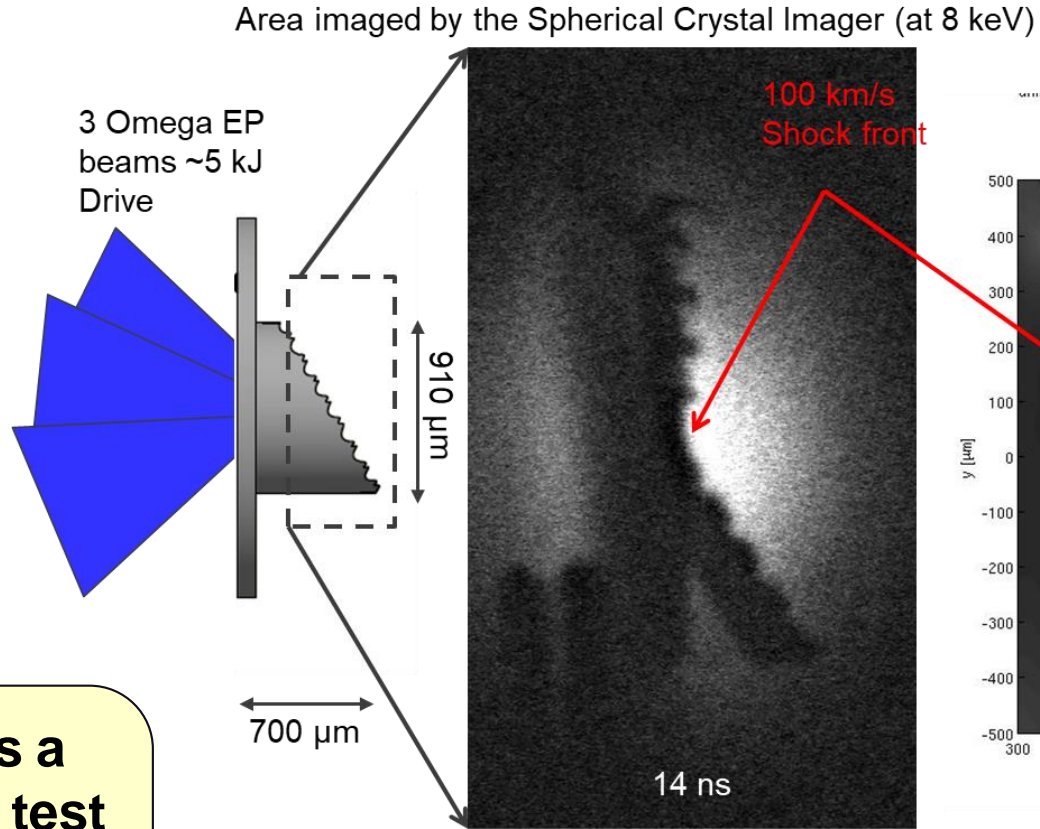 Area imaged by the Spherical Crystal Imager (at 8 keV)
3 Omega EP
beams ~5 kJ
Drive
100 km/s
Shock front
910 μm
700 μm
14 ns
500
400
300
200
100
0
-100
-200
-300
-400
-500
y [μm]
300
s a
test